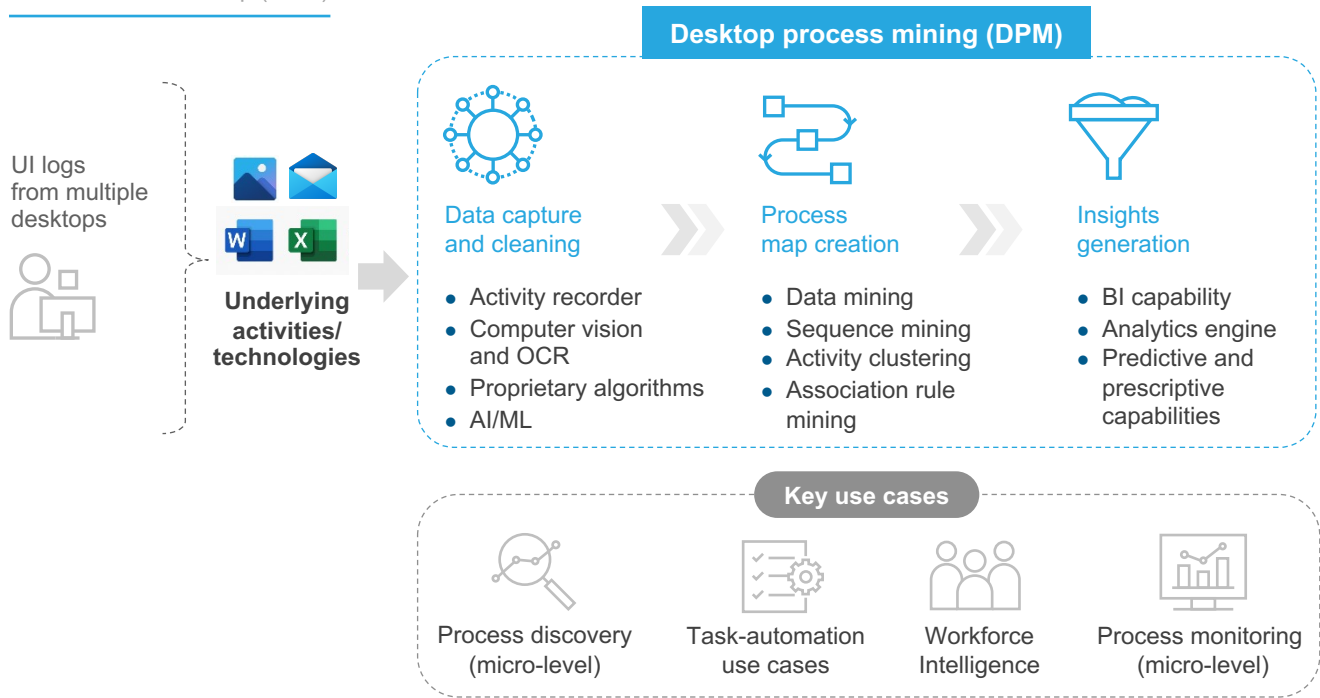 Desktop process mining (DPM)
UI logs
from multiple
desktops
W
X
Underlying
activities/
technologies
Data capture
and cleaning
● Activity recorder
● Computer vision
and OCR
● Proprietary algorithms
● AI/ML
Process
map creation
● Data mining
● Sequence mining
● Activity clustering
● Association rule
mining
Insights
generation
● BI capability
● Analytics engine
● Predictive and
prescriptive
capabilities
Key use cases
Process discovery
(micro-level)
Task-automation
use cases
Workforce
Intelligence
Process monitoring
(micro-level)